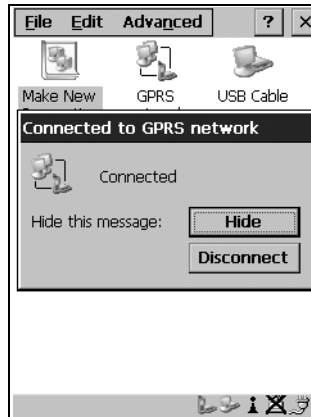 File Edit Advanced ? ×
Make New GPRS USB Cable
Connected to GPRS network
Connected
Hide this message: Hide
Disconnect